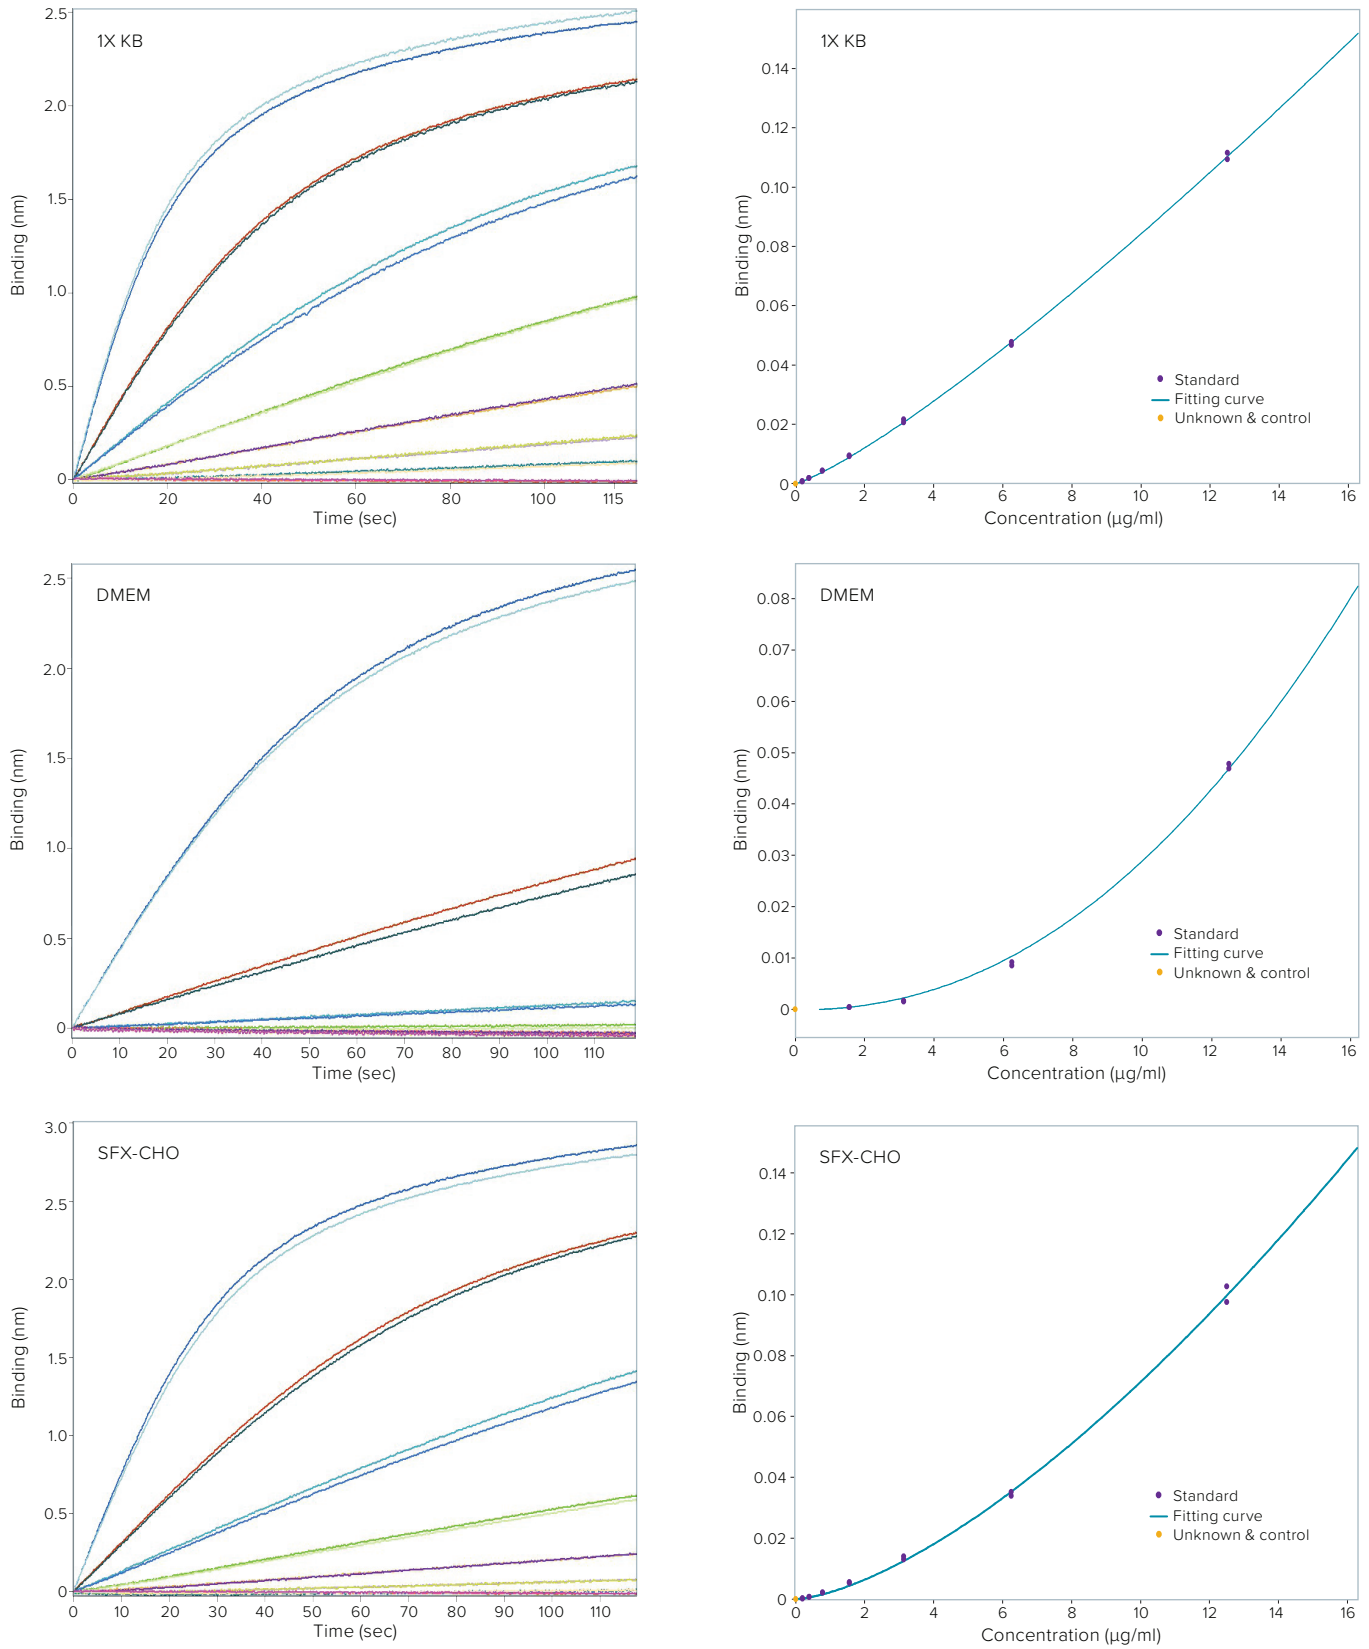 1X KB
2.5
2.0
1.5
1.0
0.5
0
Binding (nm)
0 20 40 60 80 100 115
Time (sec)
1X KB
0.14
0.12
0.10
0.08
0.06
0.04
0.02
0
Binding (nm)
Standard
Fitting curve
Unknown & control
0 2 4 6 8 10 12 14 16
Concentration (µg/ml)
DMEM
2.5
2.0
1.5
1.0
0.5
0
Binding (nm)
0 10 20 30 40 50 60 70 80 90 100 110
Time (sec)
DMEM
0.08
0.07
0.06
0.05
0.04
0.03
0.02
0.01
0
Binding (nm)
Standard
Fitting curve
Unknown & control
0 2 4 6 8 10 12 14 16
Concentration (µg/ml)
SFX-CHO
3.0
2.5
2.0
1.5
1.0
0.5
0
Binding (nm)
0 10 20 30 40 50 60 70 80 90 100 110
Time (sec)
SFX-CHO
0.14
0.12
0.10
0.08
0.06
0.04
0.02
0
Binding (nm)
Standard
Fitting curve
Unknown & control
0 2 4 6 8 10 12 14 16
Concentration (µg/ml)